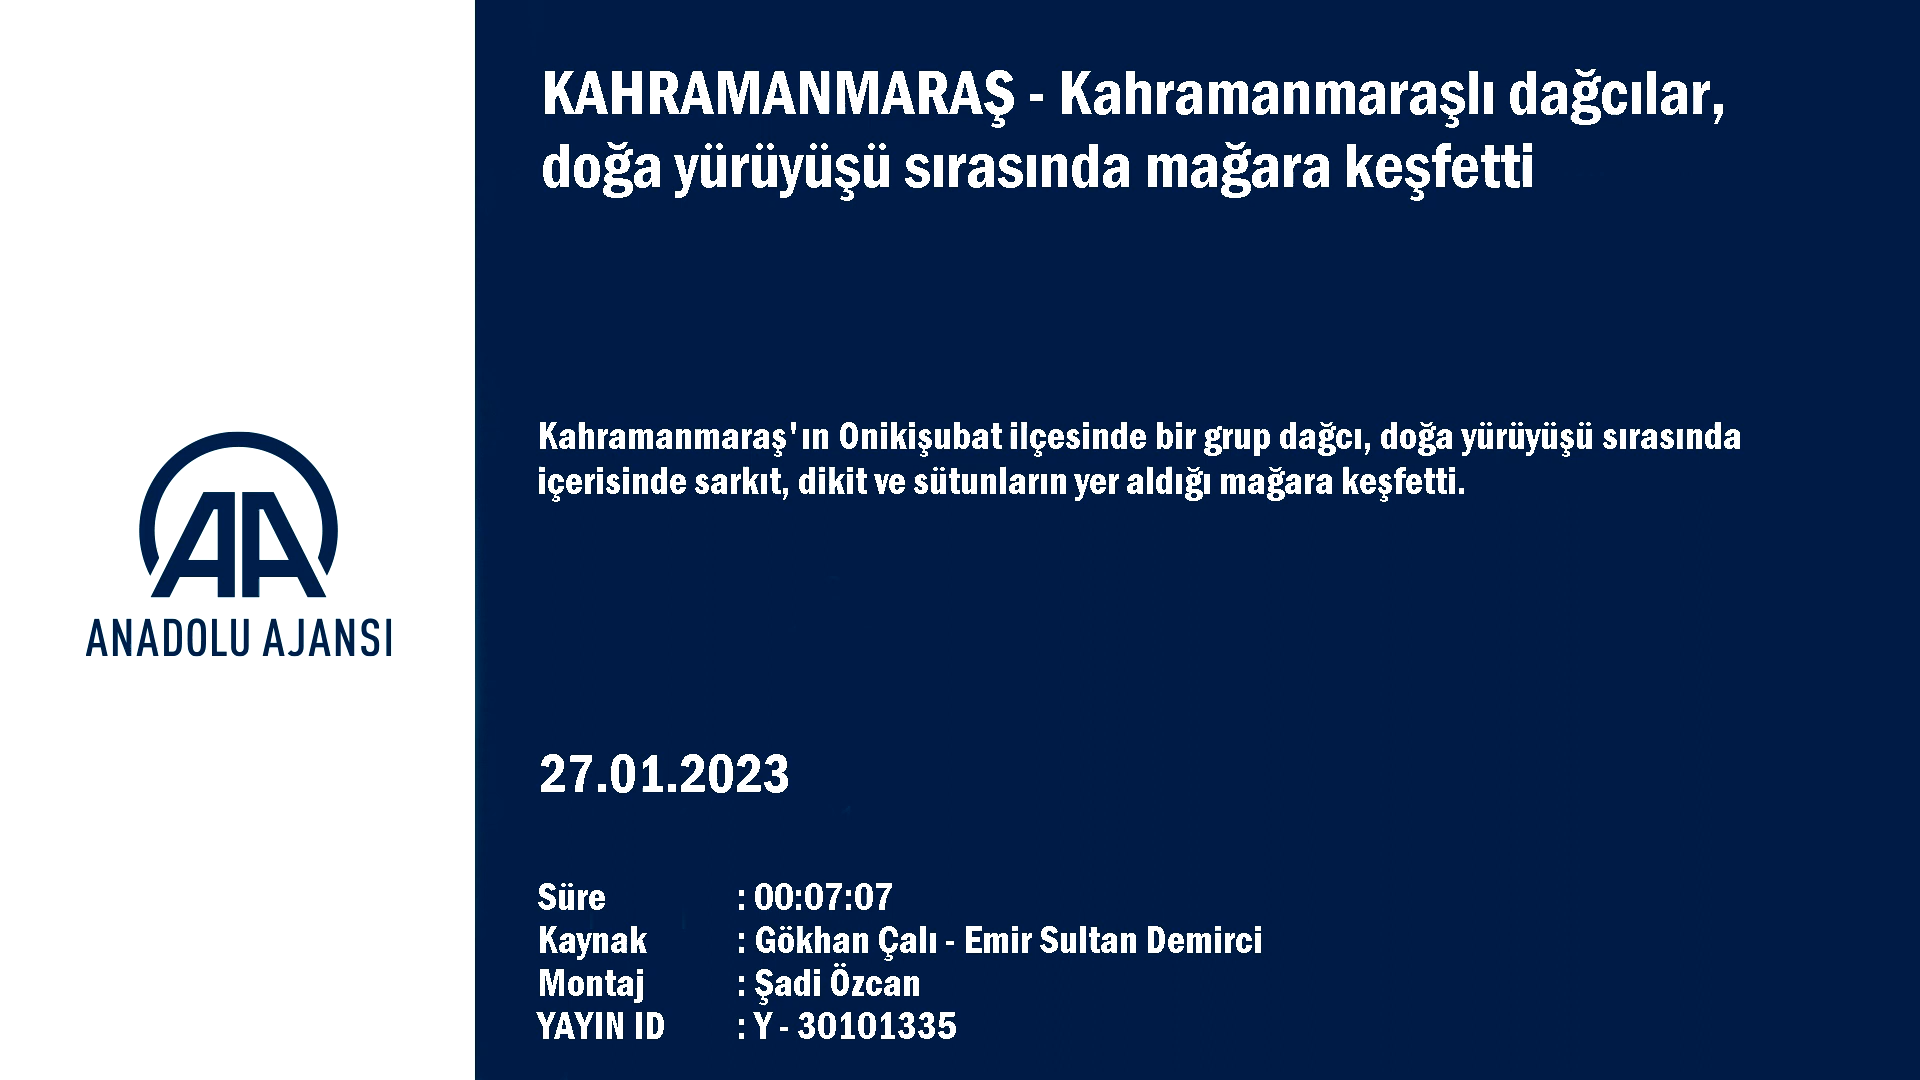 KAHRAMANMARAŞ - Kahramanmaraşlı dağcılar,
doğa yürüyüşü sırasında mağara keşfetti
Kahramanmaraş'ın Onikişubat ilçesinde bir grup dağcı, doğa yürüyüşü sırasında
içerisinde sarkıt, dikit ve sütunların yer aldığı mağara keşfetti.
AA
ANADOLU AJANSI
27.01.2023
Süre : 00:07:07
Kaynak : Gökhan Çalı - Emir Sultan Demirci
Montaj : Şadi Özcan
YAYIN ID : Y - 30101335